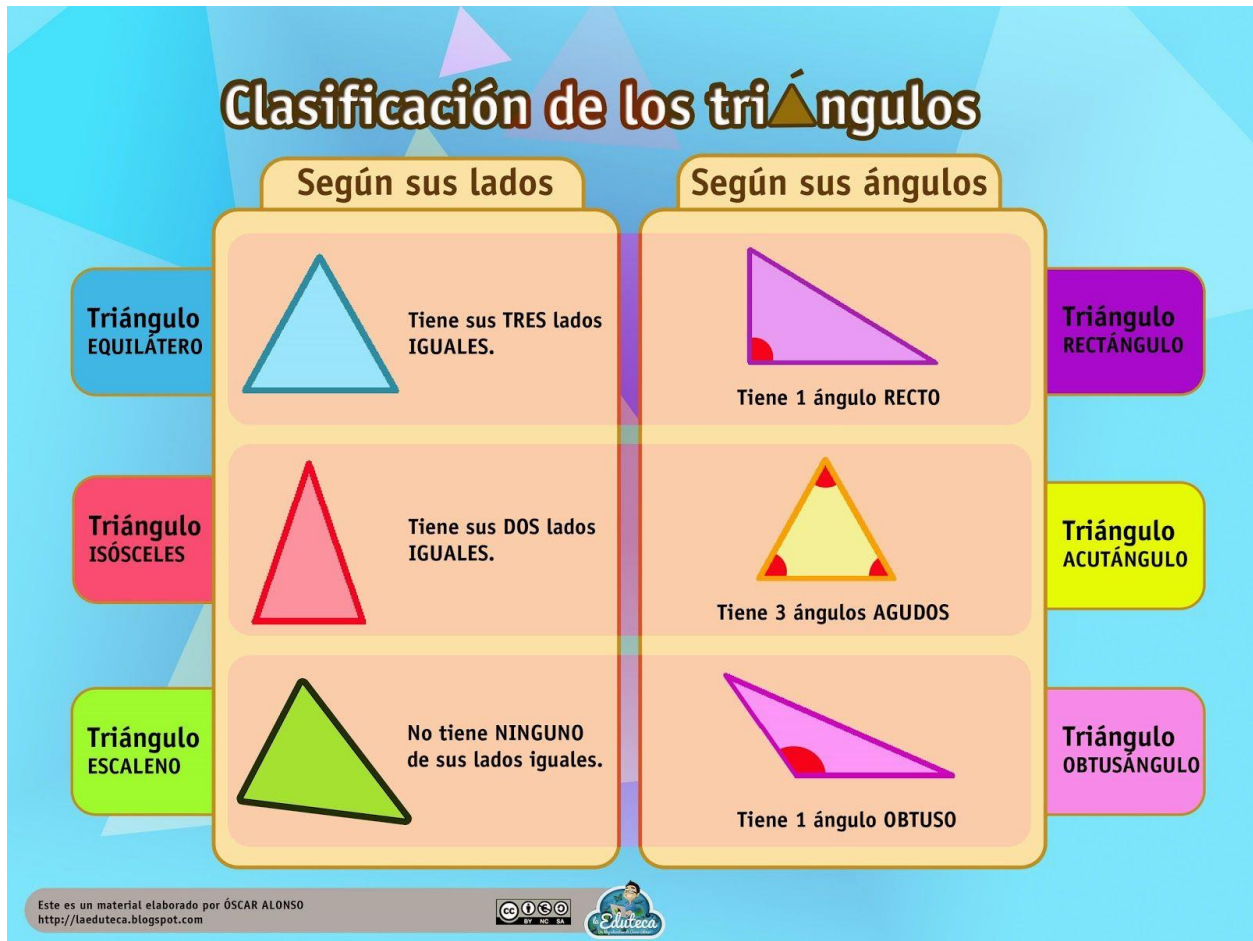 Clasificación de los triÁngulos
Según sus lados
Triángulo
EQUILÁTERO
Tiene sus TRES lados
IGUALES.
Triángulo
ISÓSCELES
Tiene sus DOS lados
IGUALES.
Triángulo
ESCALENO
No tiene NINGUNO
de sus lados iguales.
Según sus ángulos
Triángulo
RECTÁNGULO
Tiene 1 ángulo RECTO
Triángulo
ACUTÁNGULO
Tiene 3 ángulos AGUDOS
Triángulo
OBTUSÁNGULO
Tiene 1 ángulo OBTUSO
Este es un material elaborado por ÓSCAR ALONSO
http://laeduteca.blogspot.com
cc
BY NC SA
la Eduteca